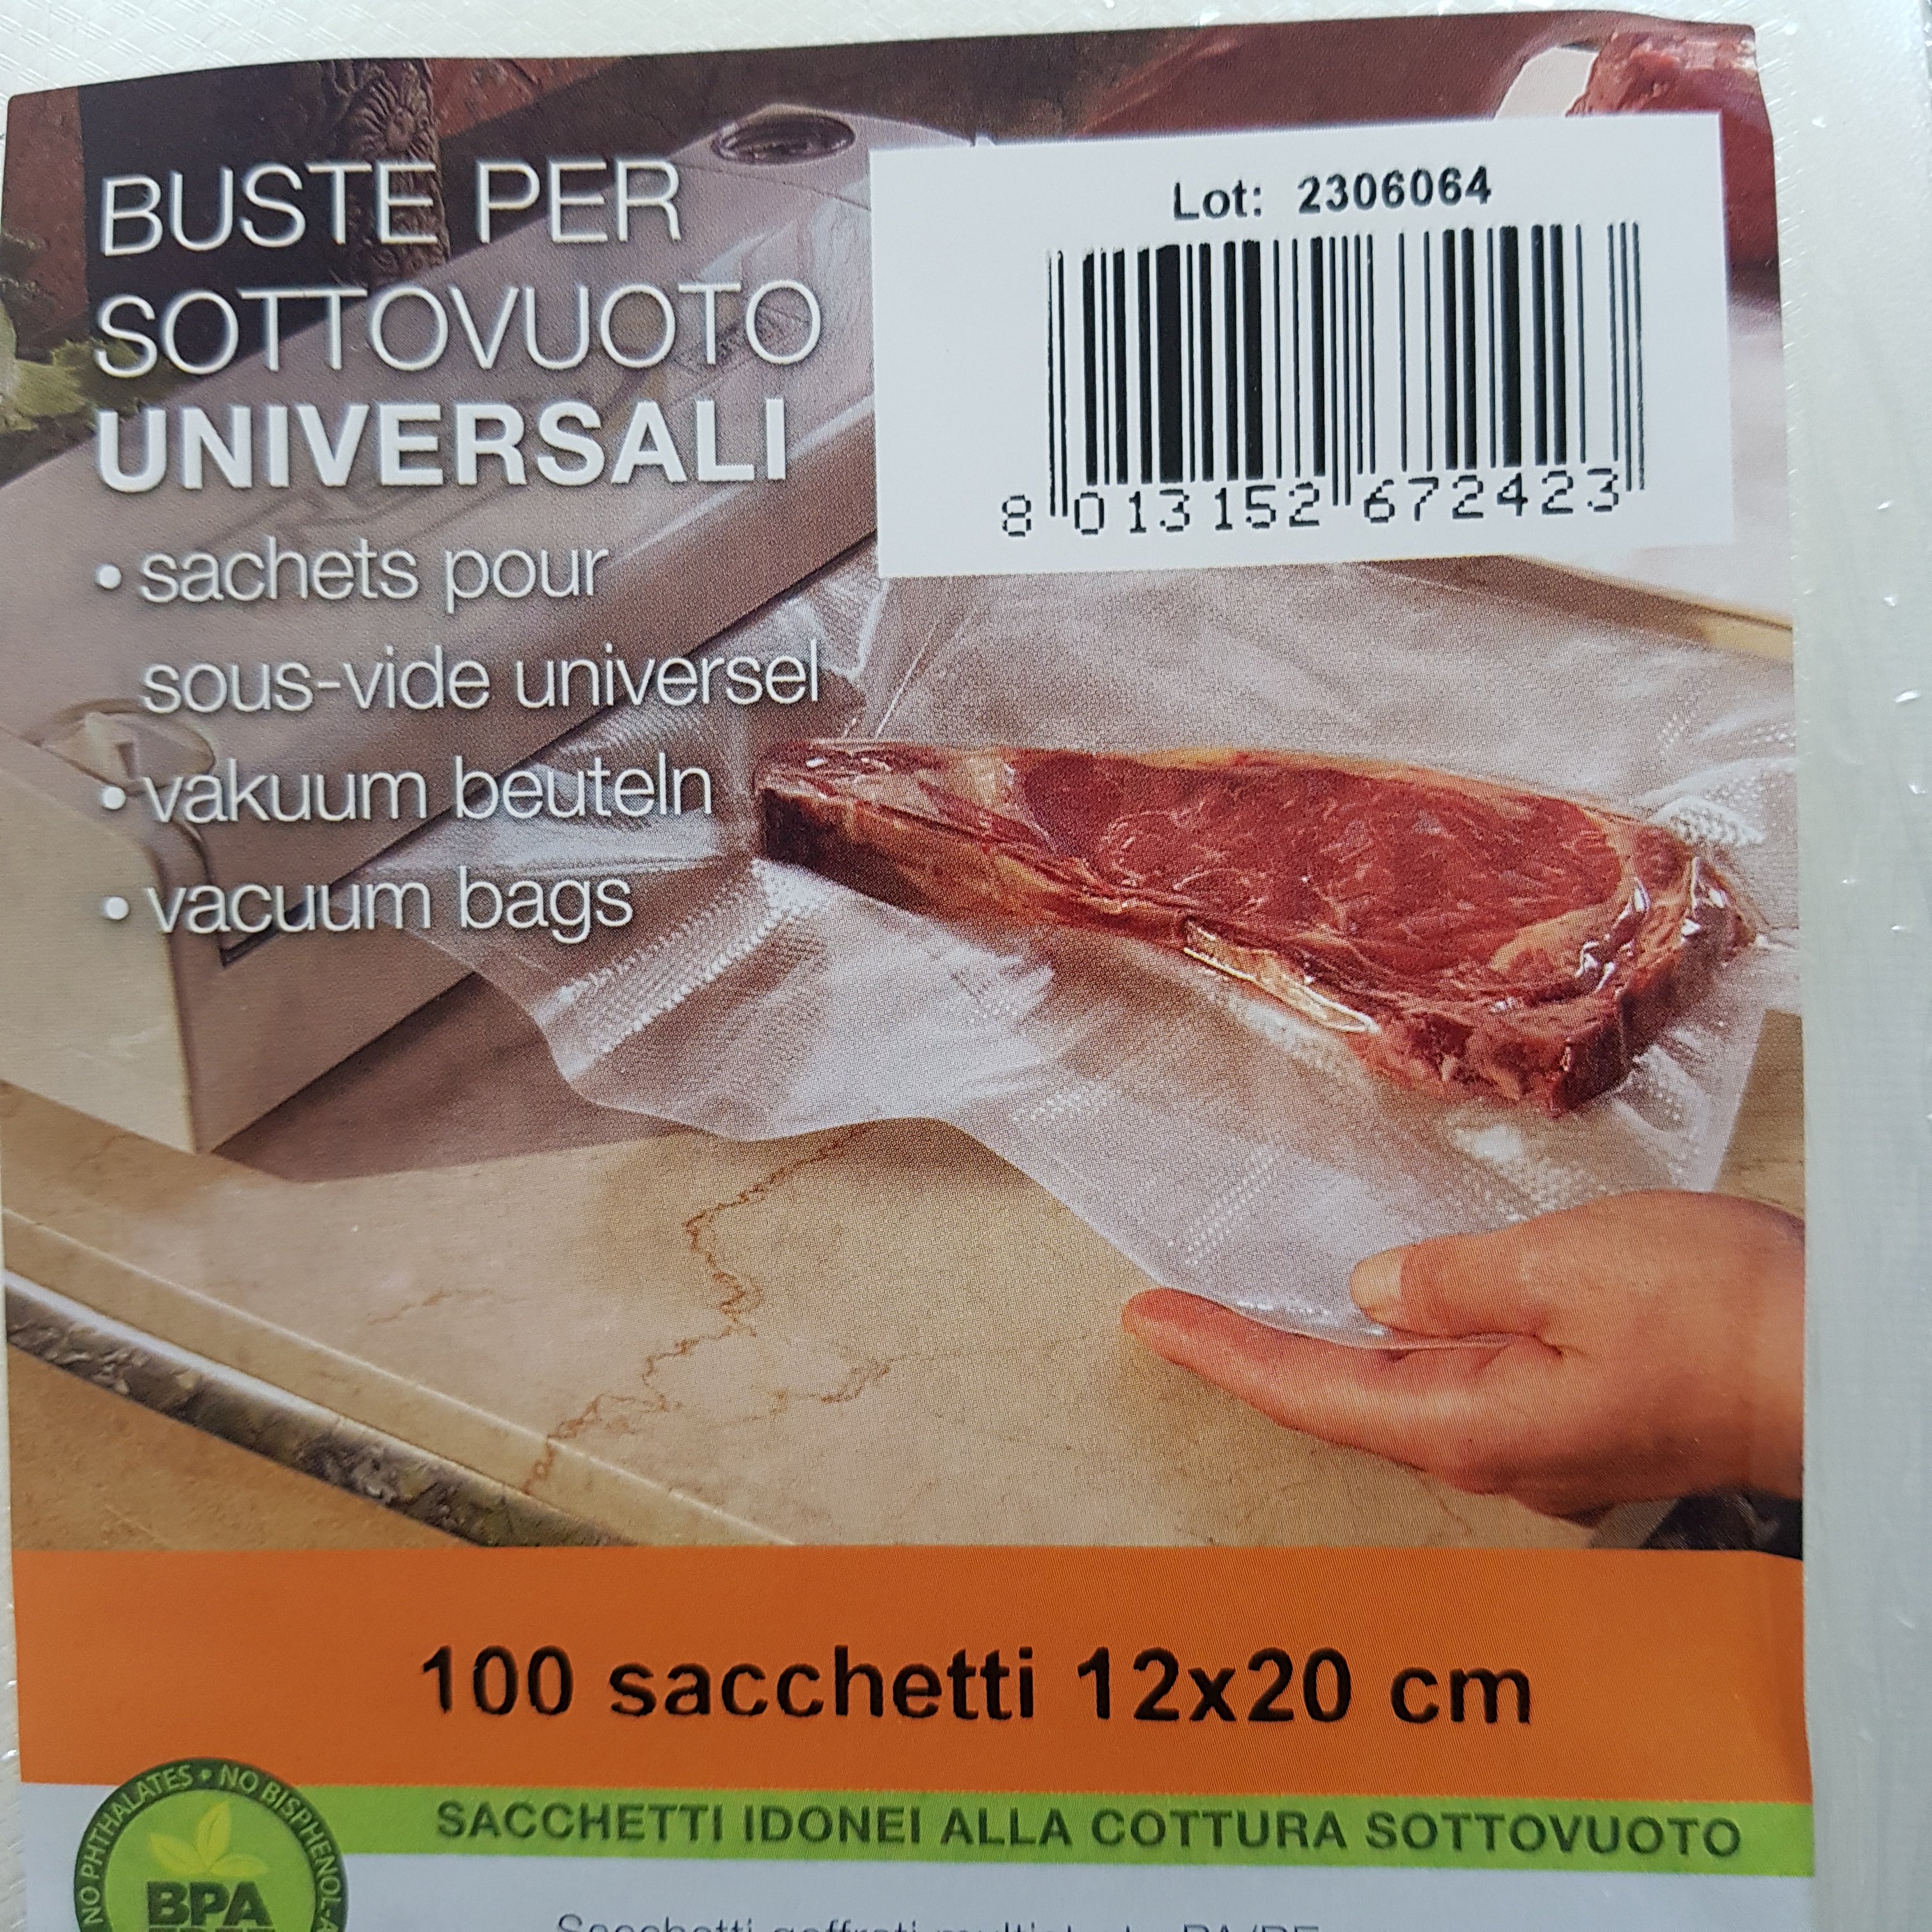 BUSTE PER
SOTTOVUOTO
UNIVERSALI
• sachets pour
sous-vide universel
• vakuum beuteln
• vacuum bags
Lot: 2306064
8 013152 672423
100 sacchetti 12x20 cm
NO PHTHALATES • NO BISPHENOL-A
BPA
SACCHETTI IDONEI ALLA COTTURA SOTTOVUOTO